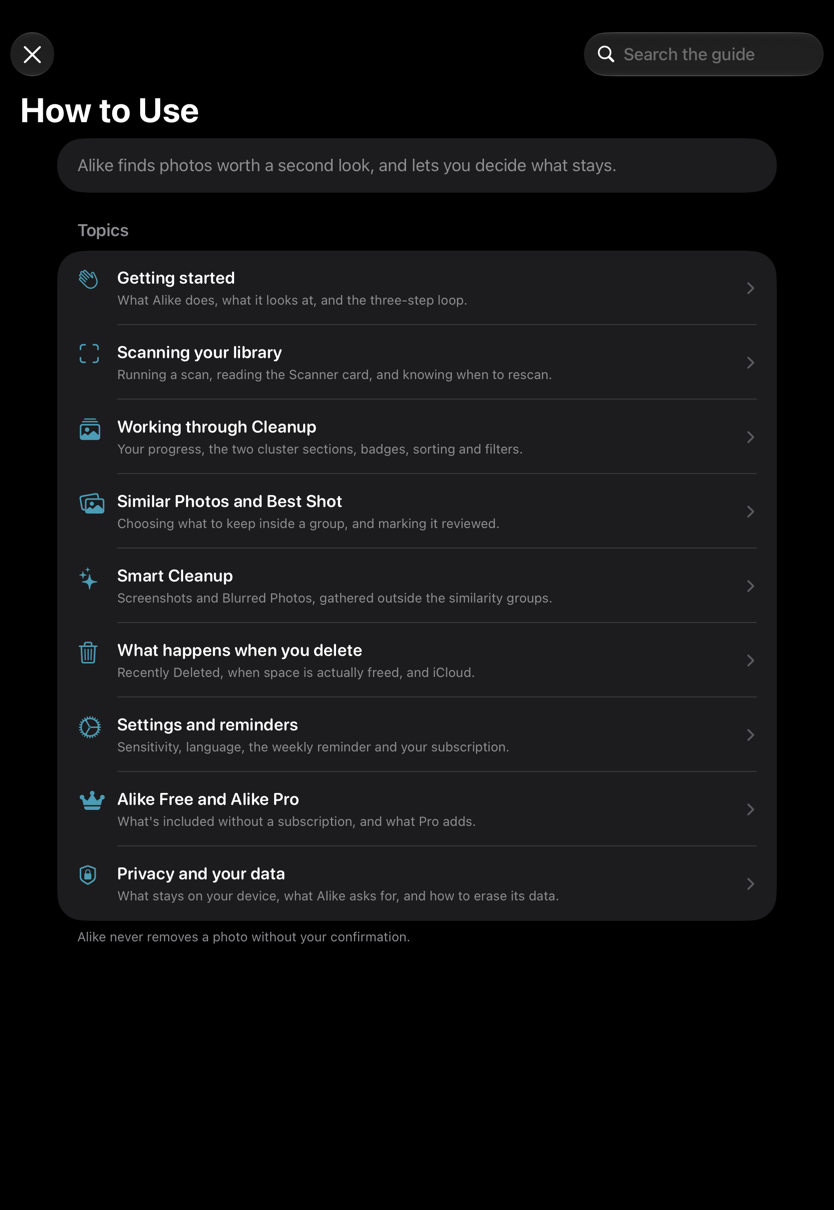 Search the guide
How to Use
Alike finds photos worth a second look, and lets you decide what stays.
Topics
Getting started
What Alike does, what it looks at, and the three-step loop.
Scanning your library
Running a scan, reading the Scanner card, and knowing when to rescan.
Working through Cleanup
Your progress, the two cluster sections, badges, sorting and filters.
Similar Photos and Best Shot
Choosing what to keep inside a group, and marking it reviewed.
Smart Cleanup
Screenshots and Blurred Photos, gathered outside the similarity groups.
What happens when you delete
Recently Deleted, when space is actually freed, and iCloud.
Settings and reminders
Sensitivity, language, the weekly reminder and your subscription.
Alike Free and Alike Pro
What's included without a subscription, and what Pro adds.
Privacy and your data
What stays on your device, what Alike asks for, and how to erase its data.
Alike never removes a photo without your confirmation.